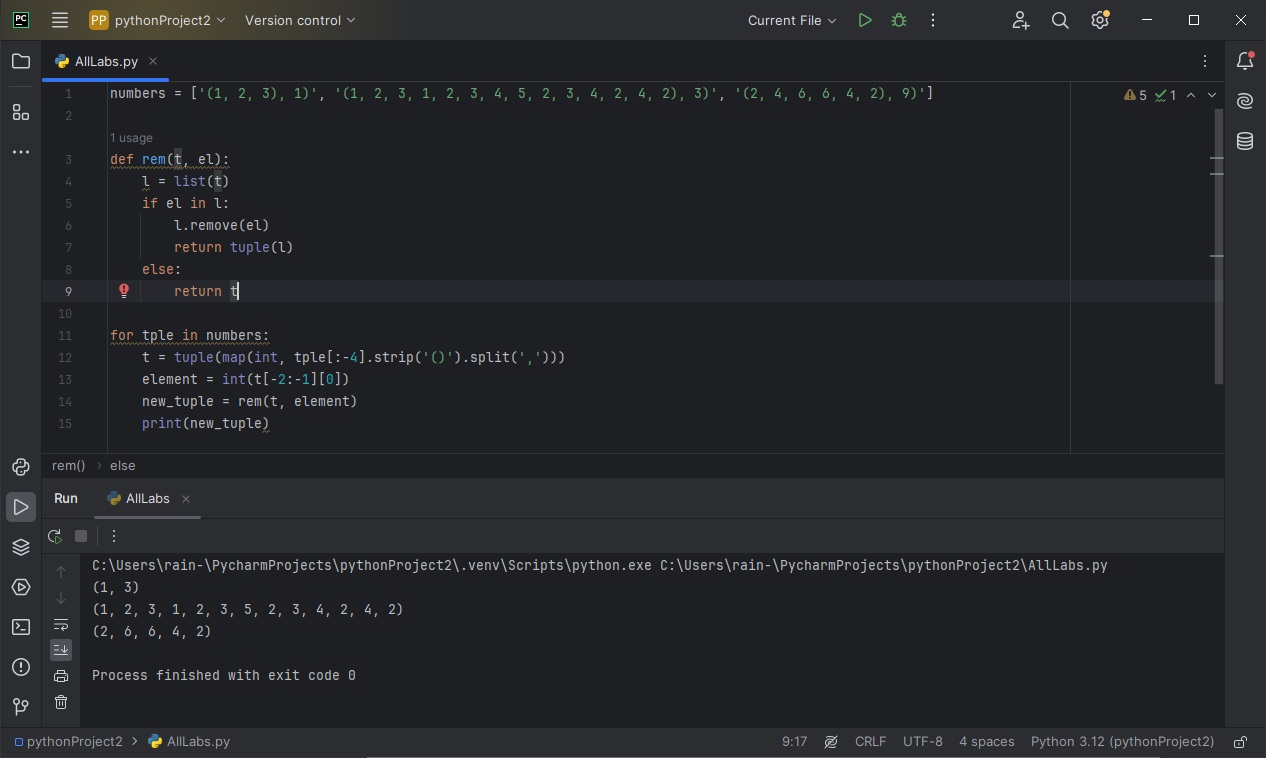 PC PP pythonProject2 Version control Current File
AllLabs.py
5 1
1 numbers = ['(1, 2, 3), 1)', '(1, 2, 3, 1, 2, 3, 4, 5, 2, 3, 4, 2, 4, 2), 3)', '(2, 4, 6, 6, 4, 2), 9)']
2
1 usage
3 def rem(t, el):
4     l = list(t)
5     if el in l:
6         l.remove(el)
7         return tuple(l)
8     else:
9         return t
10
11 for tple in numbers:
12     t = tuple(map(int, tple[:-4].strip('()').split(',')))
13     element = int(t[-2:-1][0])
14     new_tuple = rem(t, element)
15     print(new_tuple)
rem() › else
Run AllLabs
C:\Users\rain-\PycharmProjects\pythonProject2\.venv\Scripts\python.exe C:\Users\rain-\PycharmProjects\pythonProject2\AllLabs.py
(1, 3)
(1, 2, 3, 1, 2, 3, 5, 2, 3, 4, 2, 4, 2)
(2, 6, 6, 4, 2)
Process finished with exit code 0
pythonProject2 › AllLabs.py 9:17 CRLF UTF-8 4 spaces Python 3.12 (pythonProject2)